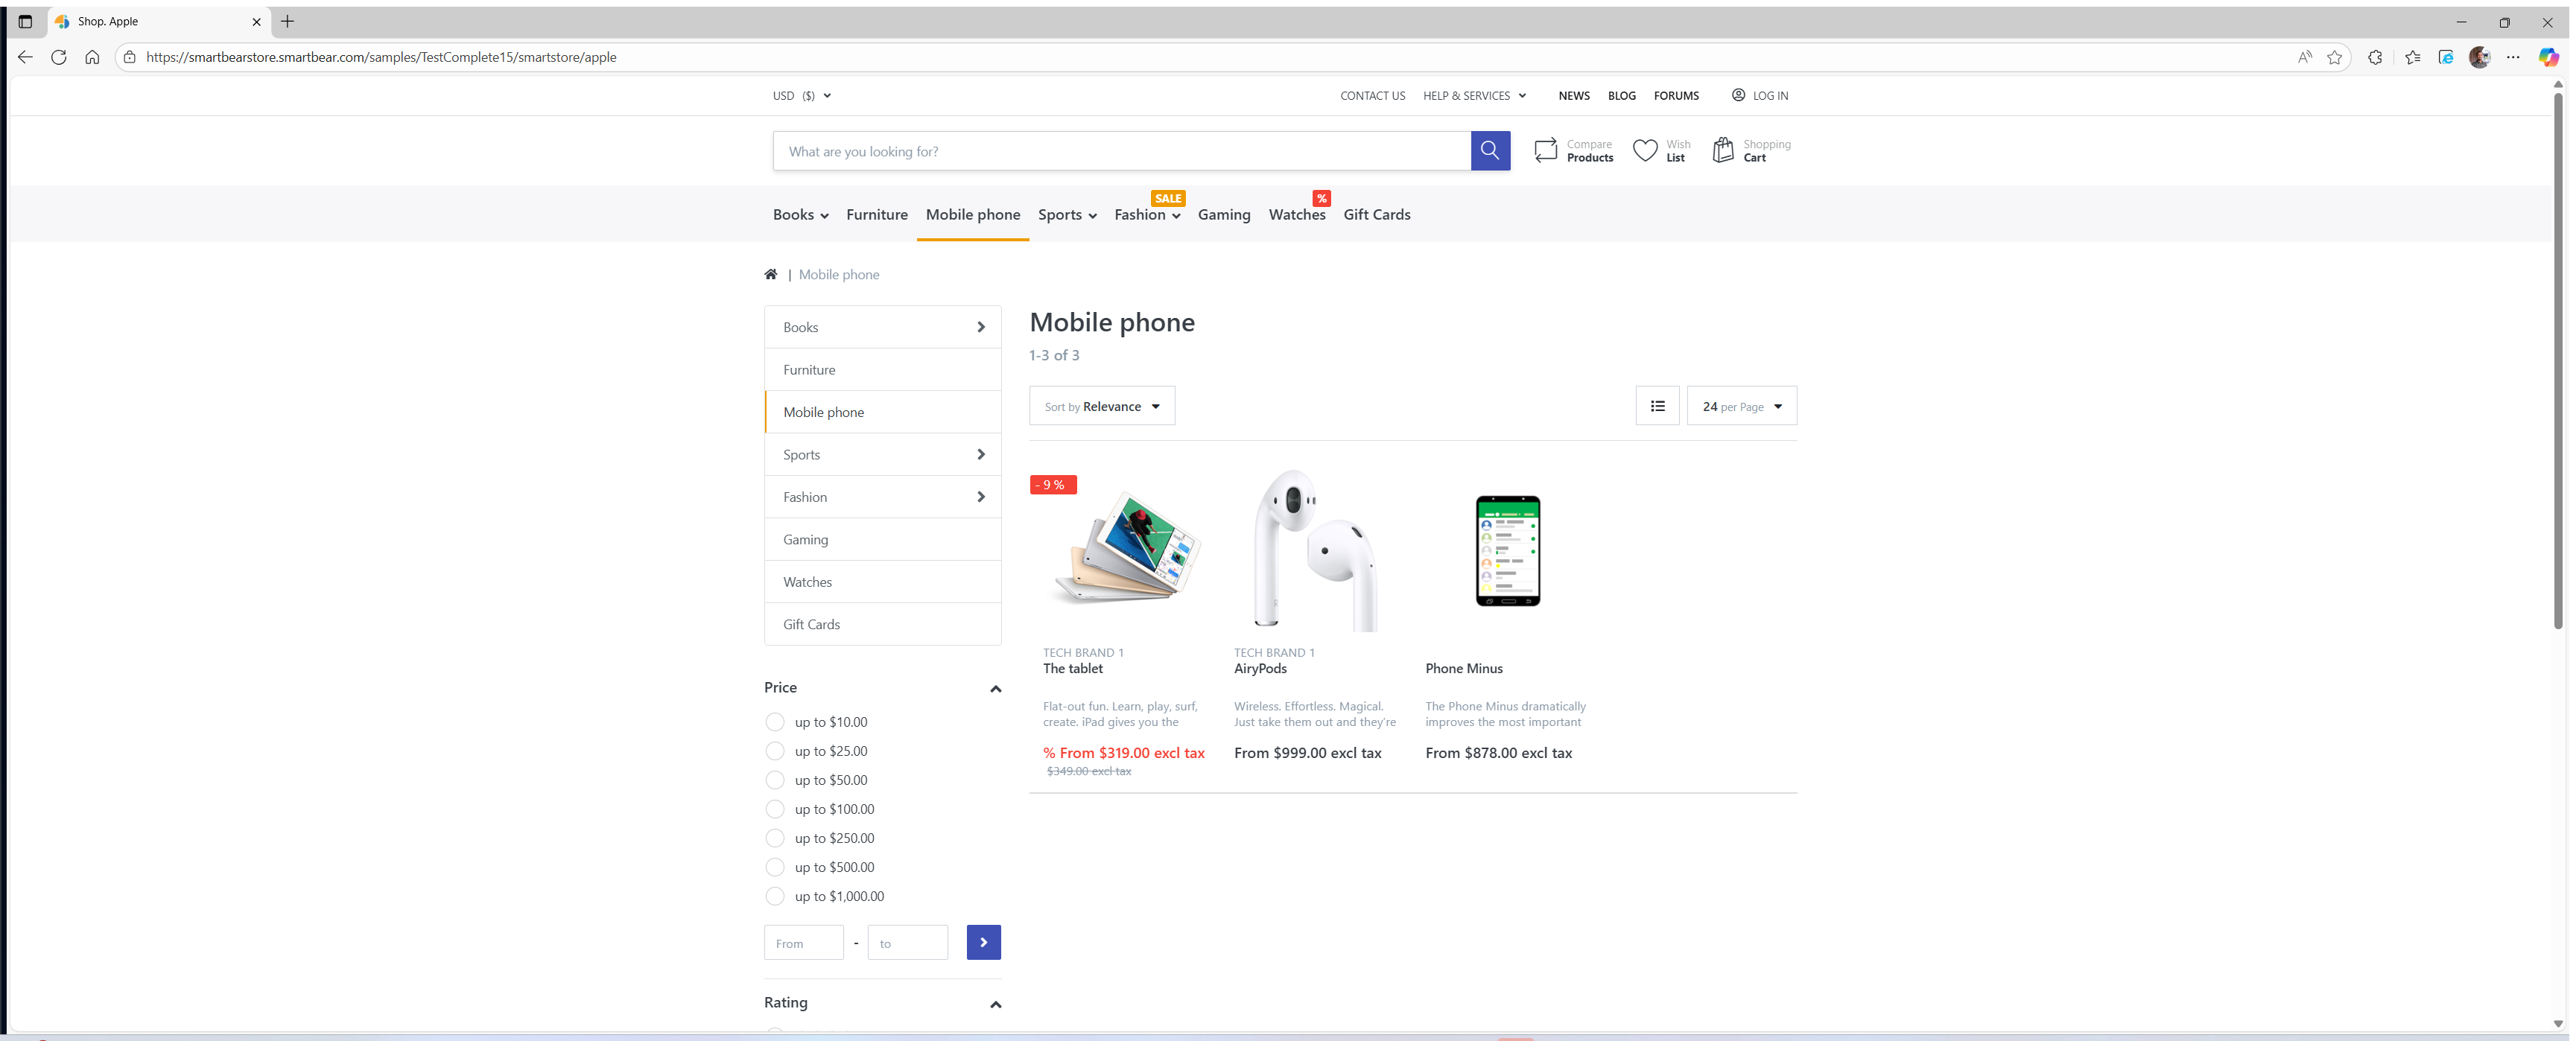 Shop. Apple
https://smartbearstore.smartbear.com/samples/TestComplete15/smartstore/apple
USD ($)
CONTACT US HELP & SERVICES NEWS BLOG FORUMS LOG IN
What are you looking for?
Compare Products
Wish List
Shopping Cart
SALE %
Books Furniture Mobile phone Sports Fashion Gaming Watches Gift Cards
| Mobile phone
Books
Furniture
Mobile phone
Sports
Fashion
Gaming
Watches
Gift Cards
Price
up to $10.00
up to $25.00
up to $50.00
up to $100.00
up to $250.00
up to $500.00
up to $1,000.00
From - to
Rating
Mobile phone
1-3 of 3
Sort by Relevance
24 per Page
- 9 %
TECH BRAND 1
The tablet
Flat-out fun. Learn, play, surf,
create. iPad gives you the
% From $319.00 excl tax
$349.00 excl tax
TECH BRAND 1
AiryPods
Wireless. Effortless. Magical.
Just take them out and they're
From $999.00 excl tax
Phone Minus
The Phone Minus dramatically
improves the most important
From $878.00 excl tax